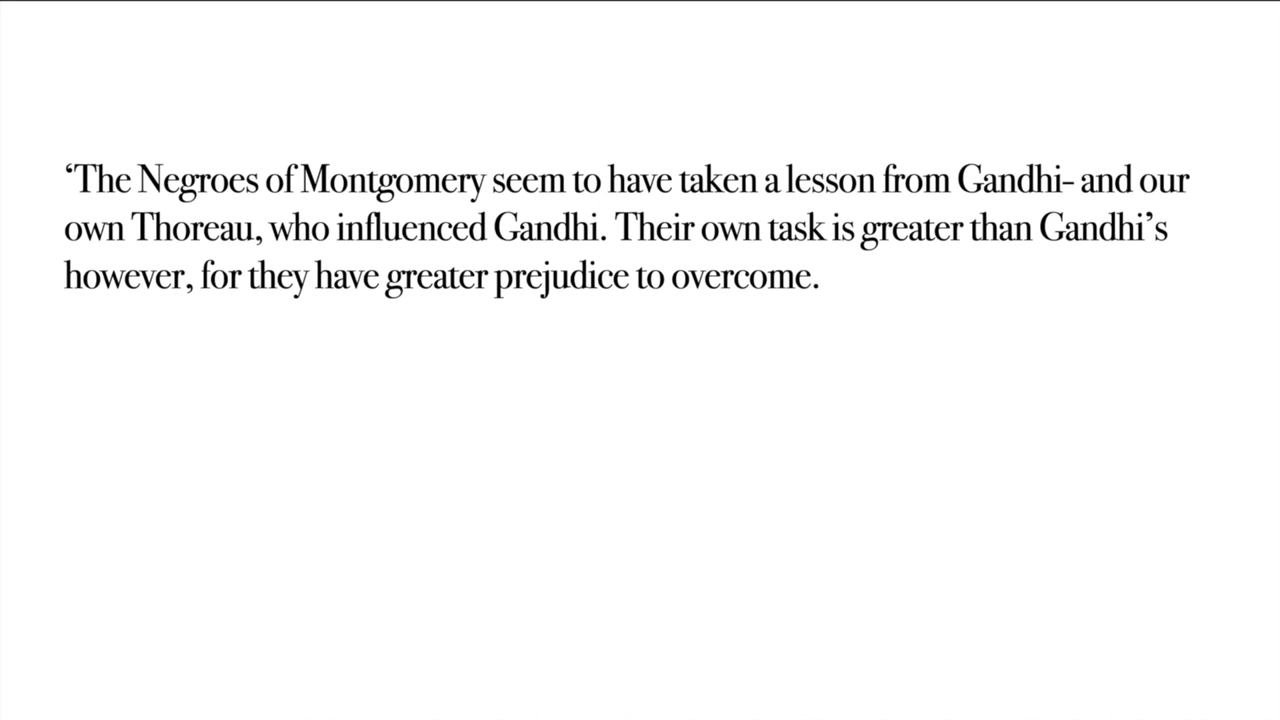 ‘The Negroes of Montgomery seem to have taken a lesson from Gandhi- and our
own Thoreau, who influenced Gandhi. Their own task is greater than Gandhi’s
however, for they have greater prejudice to overcome.